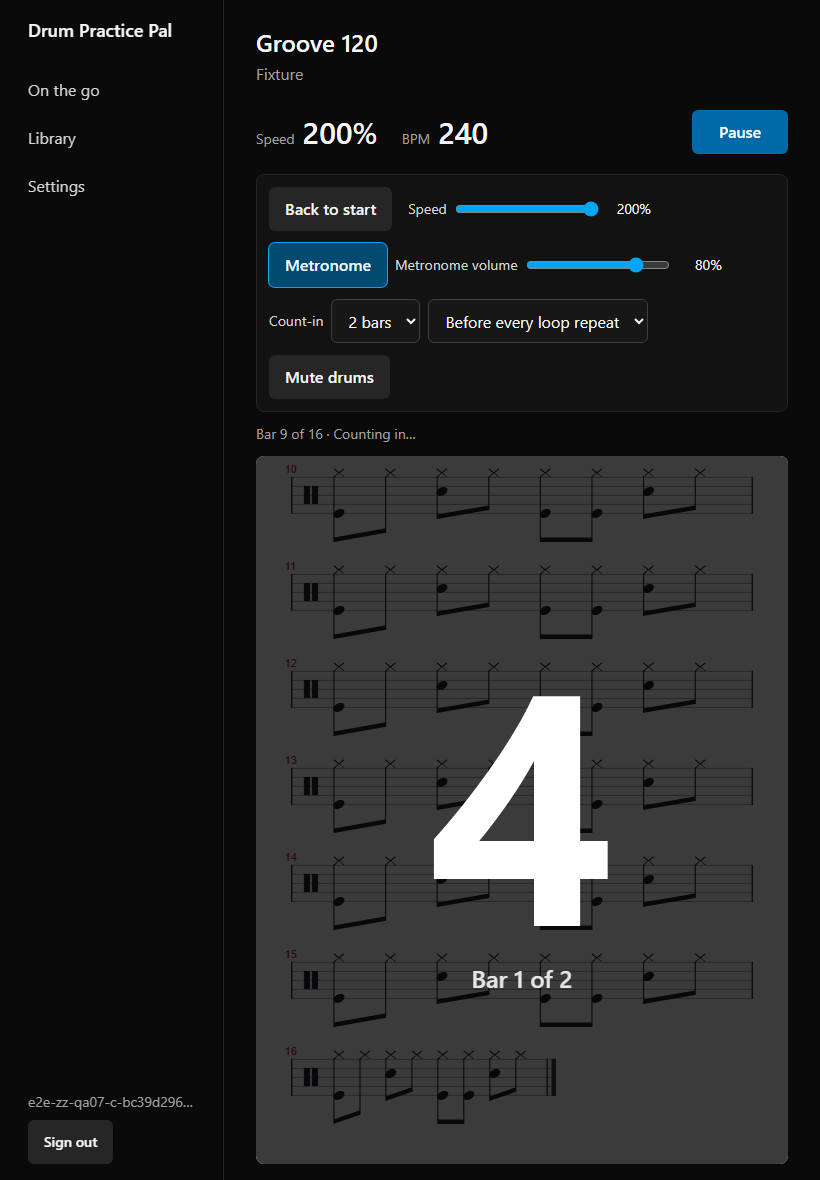 Drum Practice Pal
On the go
Library
Settings
e2e-zz-qa07-c-bc39d296...
Sign out
Groove 120
Fixture
Speed 200% BPM 240
Pause
Back to start Speed 200%
Metronome Metronome volume 80%
Count-in 2 bars Before every loop repeat
Mute drums
Bar 9 of 16 · Counting in...
10
11
12
13
14
15
16
4
Bar 1 of 2